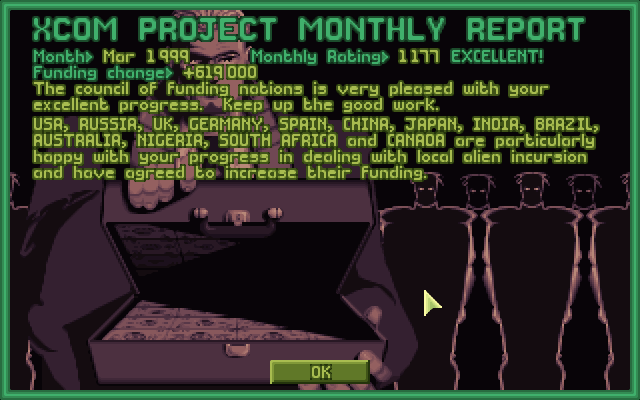 XCOM PROJECT MONTHLY REPORT
Month> Mar 1999 Monthly Rating> 1177 EXCELLENT!
Funding change> +$619000
The council of funding nations is very pleased with your
excellent progress. Keep up the good work.
USA, RUSSIA, UK, GERMANY, SPAIN, CHINA, JAPAN, INDIA, BRAZIL,
AUSTRALIA, NIGERIA, SOUTH AFRICA and CANADA are particularly
happy with your progress in dealing with local alien incursion
and have agreed to increase their funding.
OK